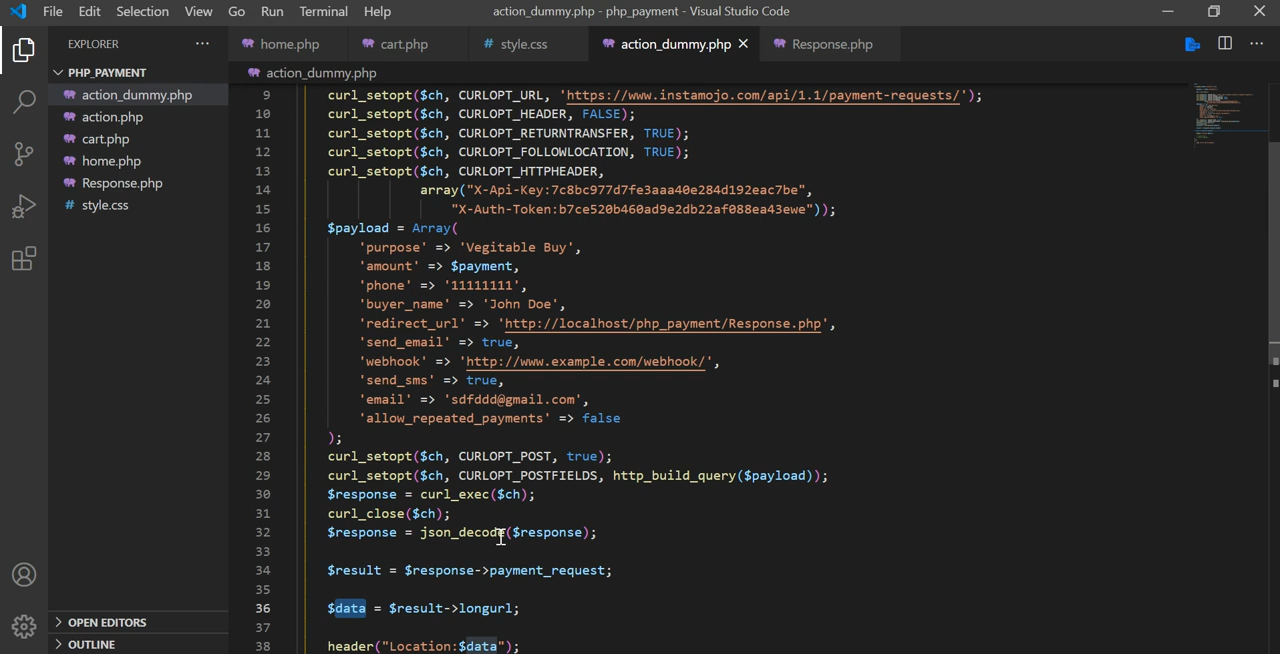 File Edit Selection View Go Run Terminal Help action_dummy.php - php_payment - Visual Studio Code
EXPLORER
home.php cart.php # style.css action_dummy.php Response.php
PHP_PAYMENT
action_dummy.php
action_dummy.php
action.php
cart.php
home.php
Response.php
# style.css
OPEN EDITORS
OUTLINE
9 curl_setopt($ch, CURLOPT_URL, 'https://www.instamojo.com/api/1.1/payment-requests/');
10 curl_setopt($ch, CURLOPT_HEADER, FALSE);
11 curl_setopt($ch, CURLOPT_RETURNTRANSFER, TRUE);
12 curl_setopt($ch, CURLOPT_FOLLOWLOCATION, TRUE);
13 curl_setopt($ch, CURLOPT_HTTPHEADER,
14 array("X-Api-Key:7c8bc977d7fe3aaa40e284d192eac7be",
15 "X-Auth-Token:b7ce520b460ad9e2db22af088ea43ewe"));
16 $payload = Array(
17 'purpose' => 'Vegitable Buy',
18 'amount' => $payment,
19 'phone' => '11111111',
20 'buyer_name' => 'John Doe',
21 'redirect_url' => 'http://localhost/php_payment/Response.php',
22 'send_email' => true,
23 'webhook' => 'http://www.example.com/webhook/',
24 'send_sms' => true,
25 'email' => 'sdfddd@gmail.com',
26 'allow_repeated_payments' => false
27 );
28 curl_setopt($ch, CURLOPT_POST, true);
29 curl_setopt($ch, CURLOPT_POSTFIELDS, http_build_query($payload));
30 $response = curl_exec($ch);
31 curl_close($ch);
32 $response = json_decode($response);
33
34 $result = $response->payment_request;
35
36 $data = $result->longurl;
37
38 header("Location:$data");